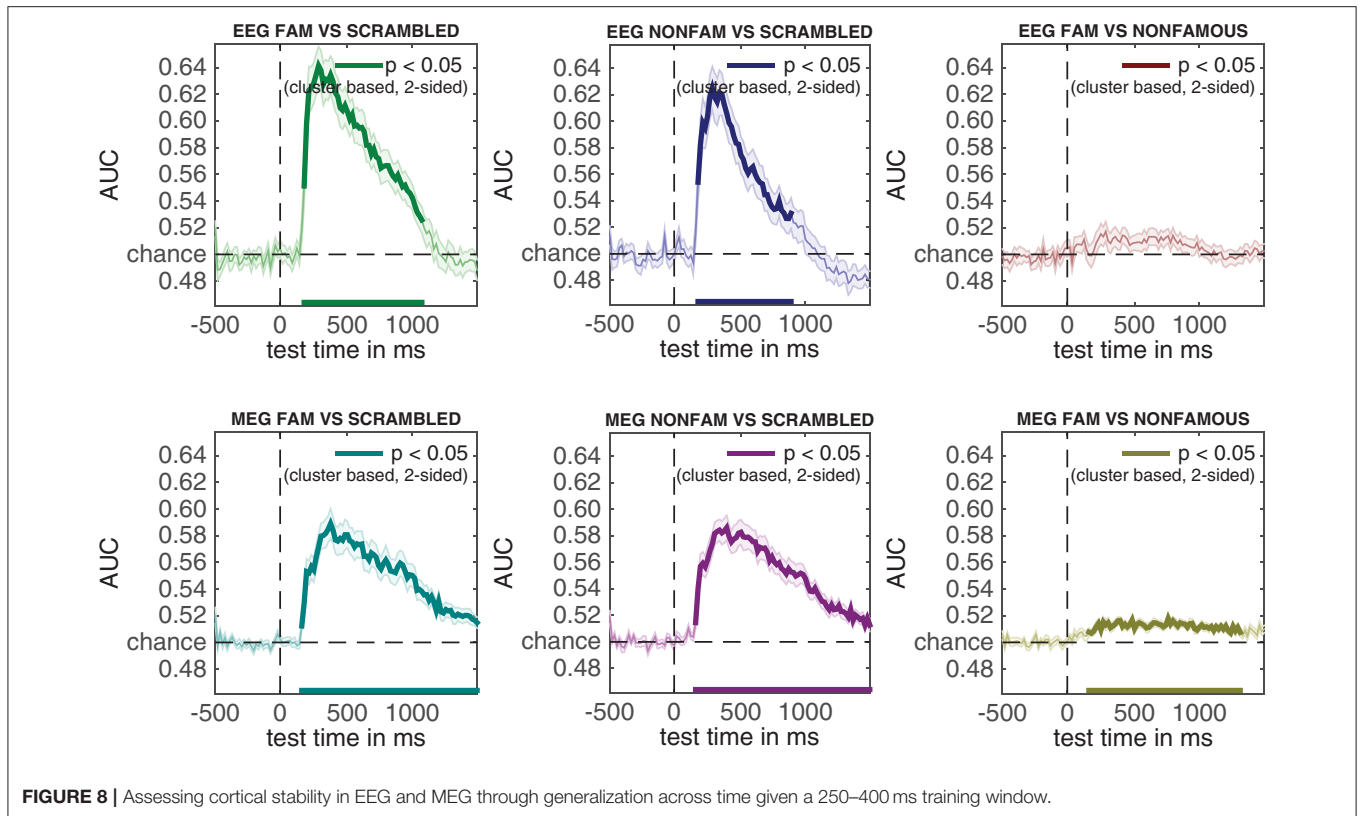 EEG FAM VS SCRAMBLED
p < 0.05
(cluster based, 2-sided)
0.64
0.62
0.60
0.58
0.56
0.54
0.52
chance
0.48
AUC
-500 0 500 1000
test time in ms
EEG NONFAM VS SCRAMBLED
p < 0.05
(cluster based, 2-sided)
0.64
0.62
0.60
0.58
0.56
0.54
0.52
chance
0.48
AUC
-500 0 500 1000
test time in ms
EEG FAM VS NONFAMOUS
p < 0.05
(cluster based, 2-sided)
0.64
0.62
0.60
0.58
0.56
0.54
0.52
chance
0.48
AUC
-500 0 500 1000
test time in ms
MEG FAM VS SCRAMBLED
p < 0.05
(cluster based, 2-sided)
0.64
0.62
0.60
0.58
0.56
0.54
0.52
chance
0.48
AUC
-500 0 500 1000
test time in ms
MEG NONFAM VS SCRAMBLED
p < 0.05
(cluster based, 2-sided)
0.64
0.62
0.60
0.58
0.56
0.54
0.52
chance
0.48
AUC
-500 0 500 1000
test time in ms
MEG FAM VS NONFAMOUS
p < 0.05
(cluster based, 2-sided)
0.64
0.62
0.60
0.58
0.56
0.54
0.52
chance
0.48
AUC
-500 0 500 1000
test time in ms
FIGURE 8 | Assessing cortical stability in EEG and MEG through generalization across time given a 250–400 ms training window.